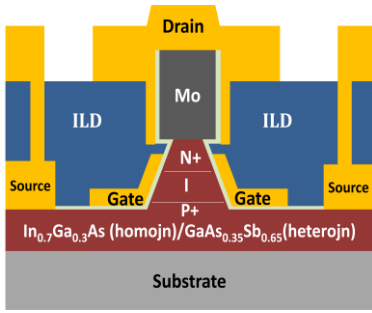 Drain
Mo
ILD
ILD
N+
I
P+
Source
Gate
Gate
Source
In0.7Ga0.3As (homojn)/GaAs0.35Sb0.65(heterojn)
Substrate